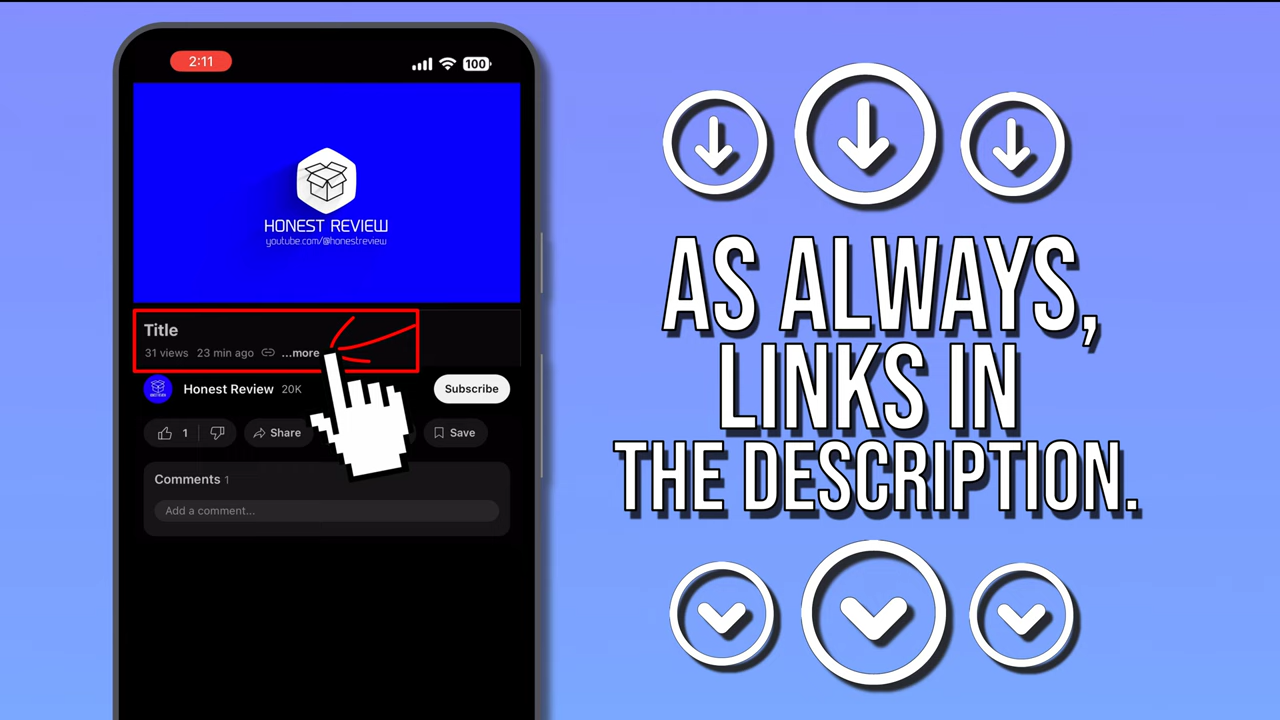 2:11
100
HONEST REVIEW
youtube.com/@honestreview
Title
31 views 23 min ago ...more
Honest Review 20K
Subscribe
1
Share
Save
Comments 1
Add a comment...
AS ALWAYS,
LINKS IN
THE DESCRIPTION.